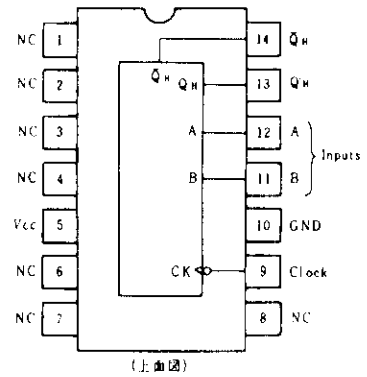 NC 1 14 Q̄H
NC 2 Q̄H QH 13 QH
NC 3 A 12 A
Inputs
NC 4 B 11 B
Vcc 5 10 GND
NC 6 CK 9 Clock
NC 7 8 NC
(上面図)